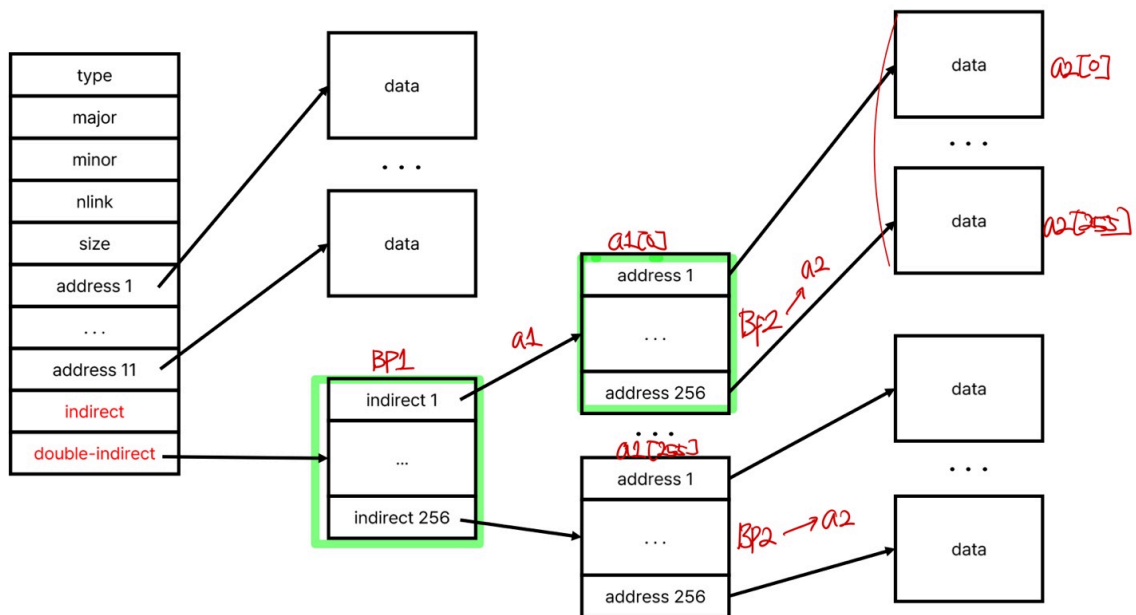 type
major
minor
nlink
size
address 1
...
address 11
indirect
double-indirect
data
...
data
BP1
indirect 1
...
indirect 256
a1
a1[0]
address 1
...
address 256
...
a1[255]
address 1
...
address 256
Bf2 → a2
BP2 → a2
data
a2[0]
...
data
a2[255]
data
...
data